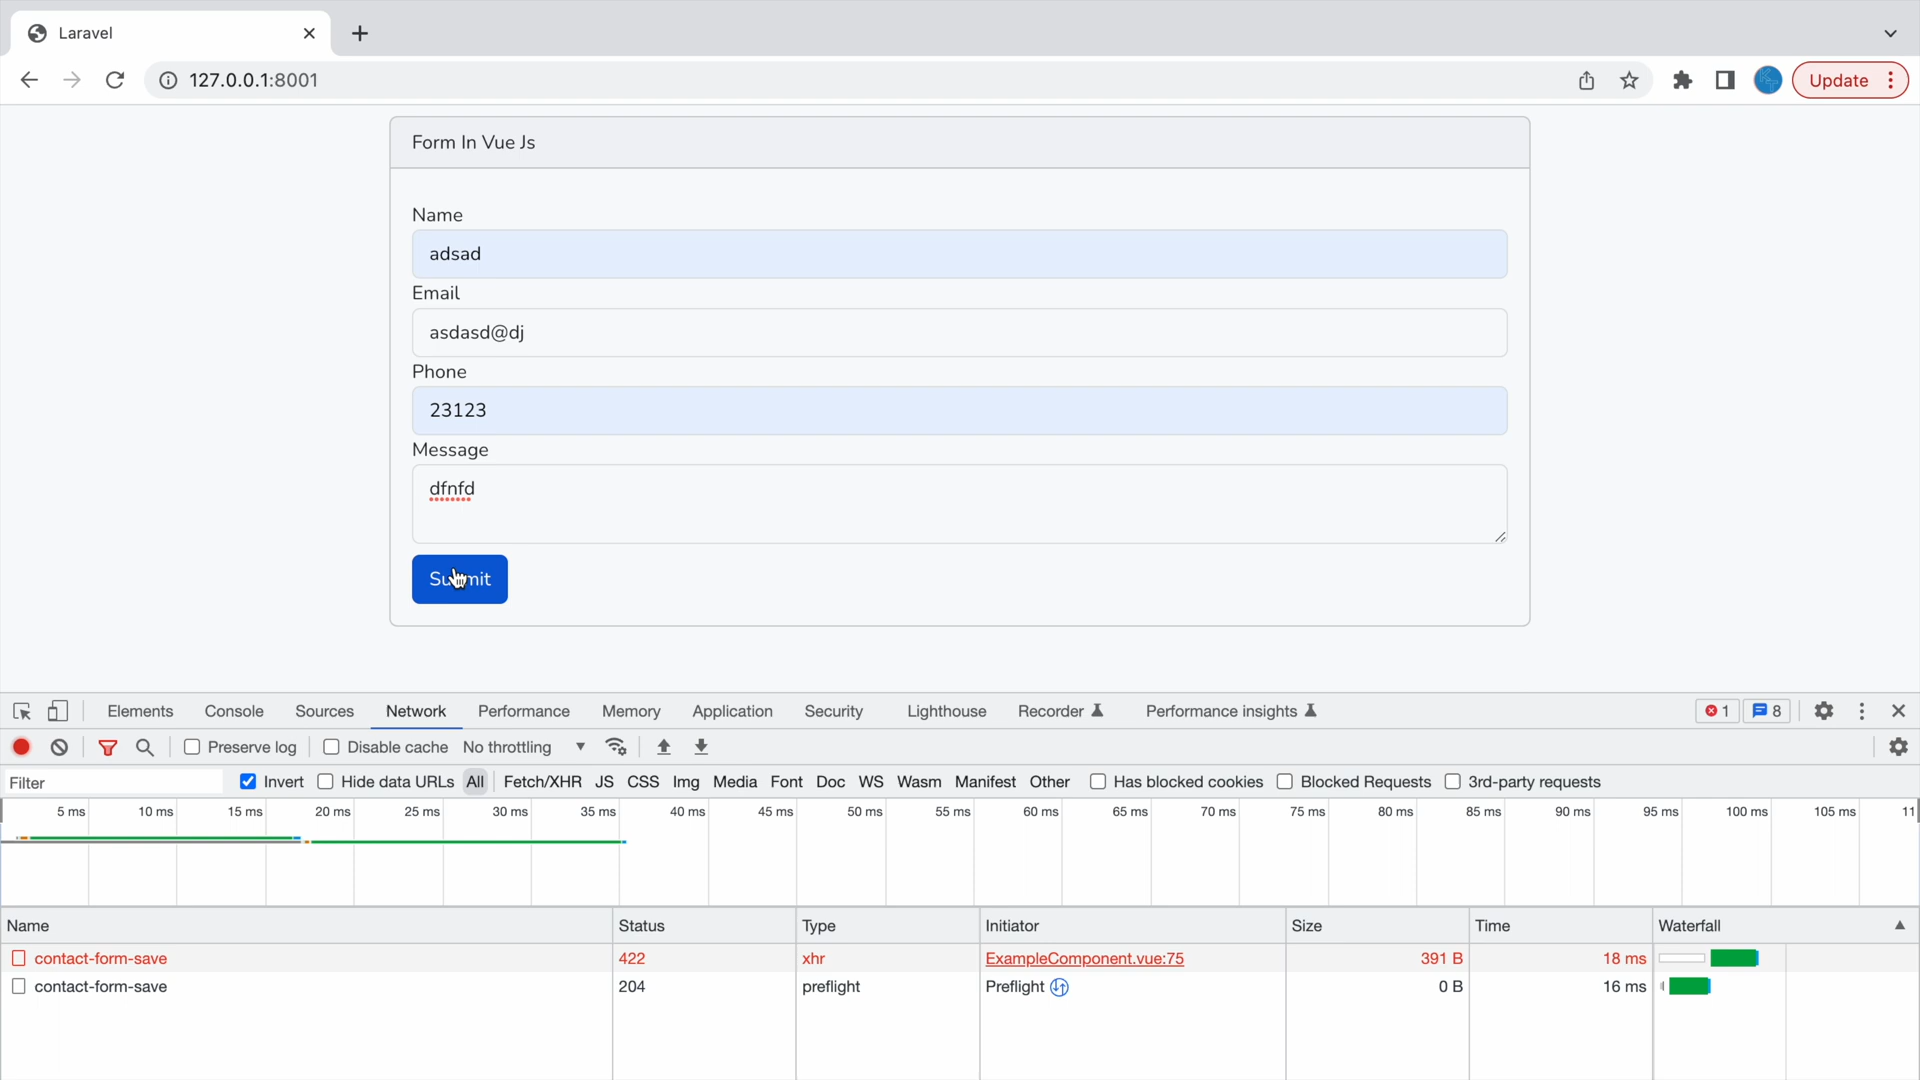 Laravel
127.0.0.1:8001
Update
Form In Vue Js
Name
adsad
Email
asdasd@dj
Phone
23123
Message
dfnfd
Submit
Elements Console Sources Network Performance Memory Application Security Lighthouse Recorder Performance insights 1 8
Preserve log Disable cache No throttling
Filter Invert Hide data URLs All Fetch/XHR JS CSS Img Media Font Doc WS Wasm Manifest Other Has blocked cookies Blocked Requests 3rd-party requests
5 ms 10 ms 15 ms 20 ms 25 ms 30 ms 35 ms 40 ms 45 ms 50 ms 55 ms 60 ms 65 ms 70 ms 75 ms 80 ms 85 ms 90 ms 95 ms 100 ms 105 ms 11
Name Status Type Initiator Size Time Waterfall
contact-form-save 422 xhr ExampleComponent.vue:75 391 B 18 ms
contact-form-save 204 preflight Preflight 0 B 16 ms